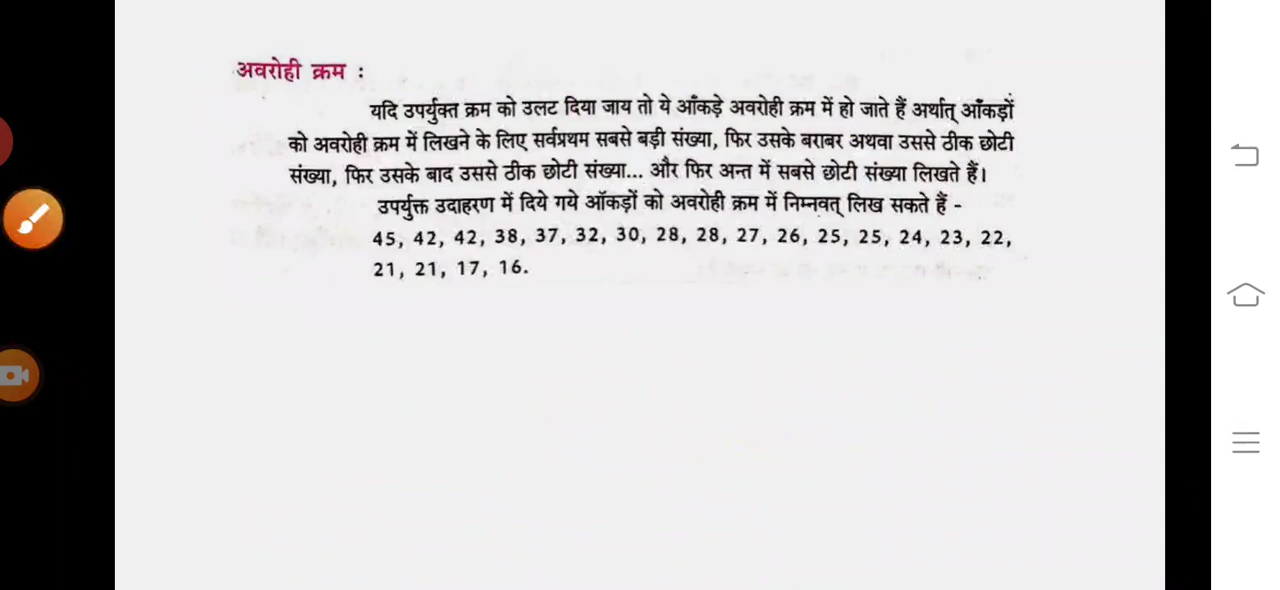 अवरोही क्रम :
यदि उपर्युक्त क्रम को उलट दिया जाय तो ये आँकड़े अवरोही क्रम में हो जाते हैं अर्थात् आँकड़ों
को अवरोही क्रम में लिखने के लिए सर्वप्रथम सबसे बड़ी संख्या, फिर उसके बराबर अथवा उससे ठीक छोटी
संख्या, फिर उसके बाद उससे ठीक छोटी संख्या... और फिर अन्त में सबसे छोटी संख्या लिखते हैं।
उपर्युक्त उदाहरण में दिये गये ऑकड़ों को अवरोही क्रम में निम्नवत् लिख सकते हैं -
45, 42, 42, 38, 37, 32, 30, 28, 28, 27, 26, 25, 25, 24, 23, 22,
21, 21, 17, 16.